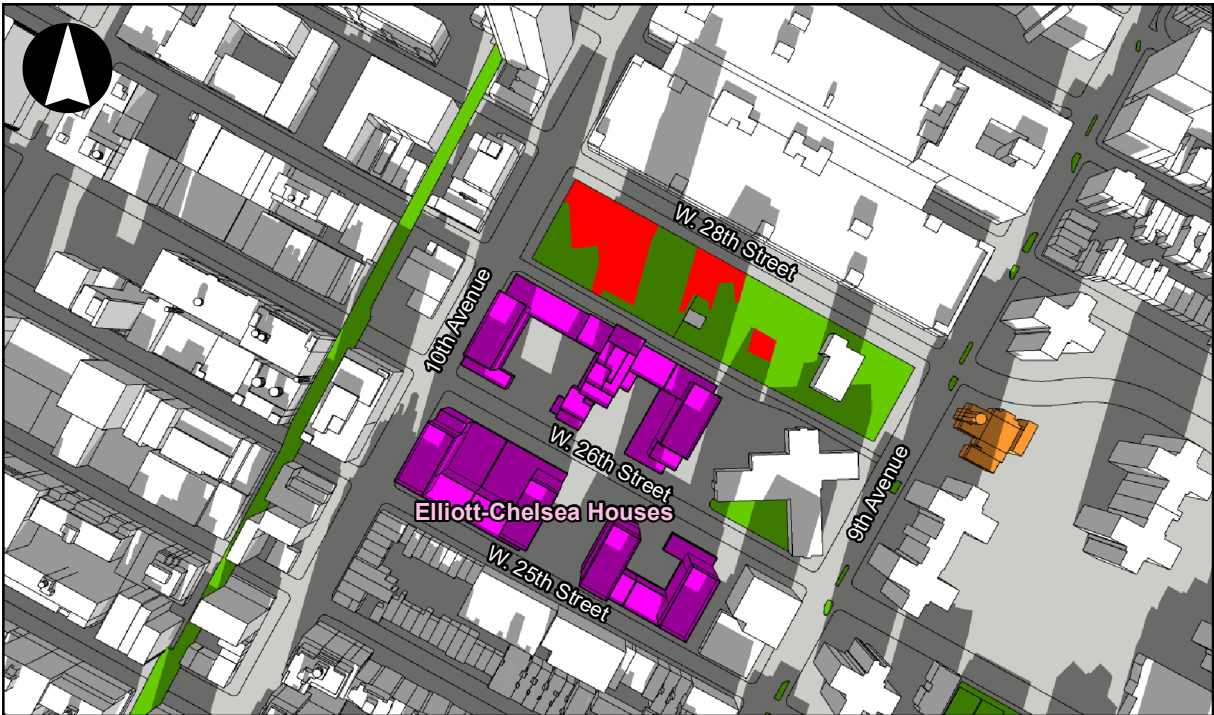 W. 28th Street
10th Avenue
W. 26th Street
9th Avenue
Elliott-Chelsea Houses
W. 25th Street